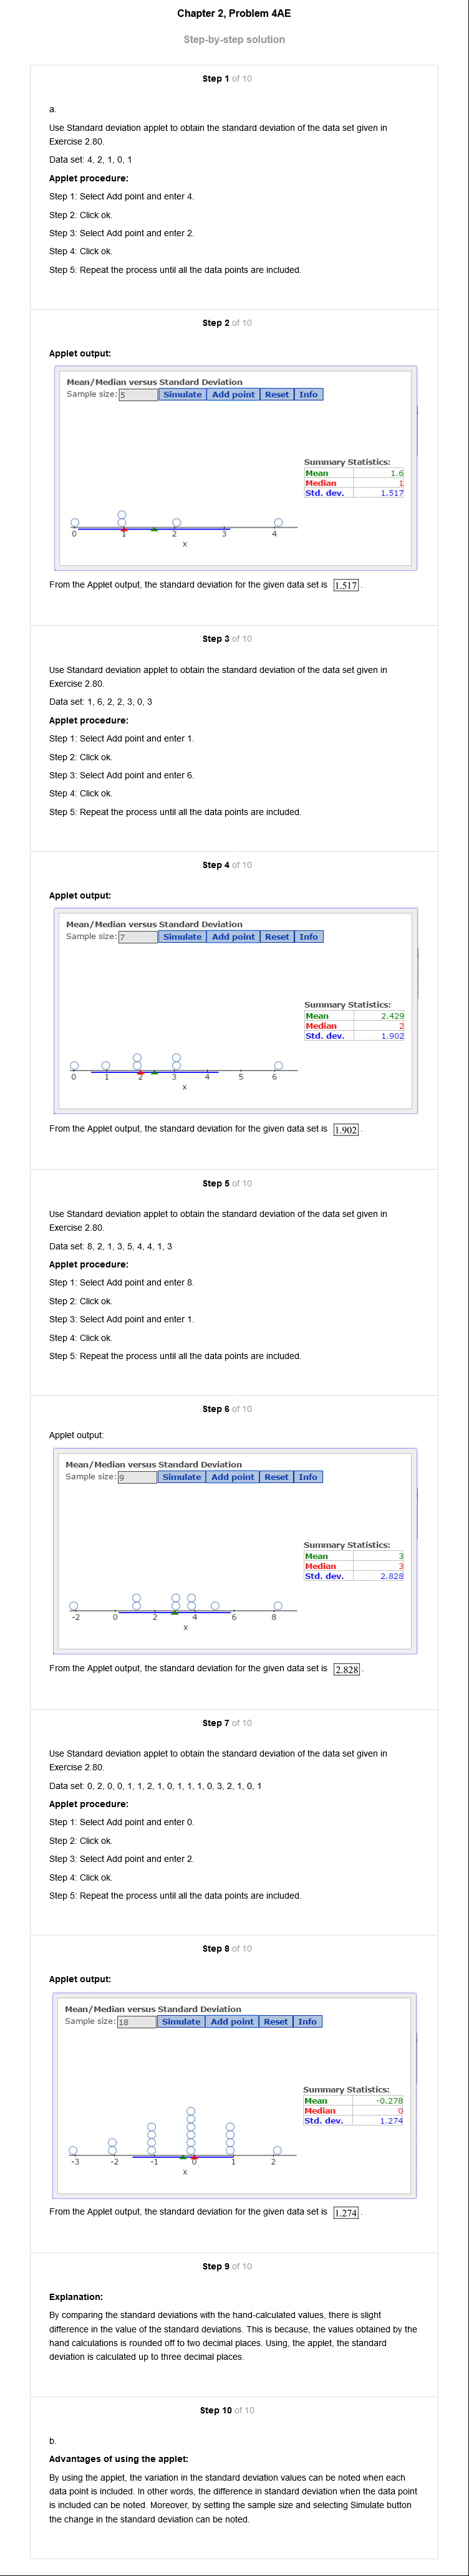 Chapter 2, Problem 4AE
Step-by-step solution
Step 1 of 10
a.
Use Standard deviation applet to obtain the standard deviation of the data set given in
Exercise 2.80.
Data set: 4, 2, 1, 0, 1
Applet procedure:
Step 1: Select Add point and enter 4.
Step 2: Click ok.
Step 3: Select Add point and enter 2.
Step 4: Click ok.
Step 5: Repeat the process until all the data points are included.
Step 2 of 10
Applet output:
Mean/Median versus Standard Deviation
Sample size: 5 Simulate Add point Reset Info
Summary Statistics:
Mean 1.6
Median 1
Std. dev. 1.517
0 1 2 3 4
x
From the Applet output, the standard deviation for the given data set is 1.517 .
Step 3 of 10
Use Standard deviation applet to obtain the standard deviation of the data set given in
Exercise 2.80.
Data set: 1, 6, 2, 2, 3, 0, 3
Applet procedure:
Step 1: Select Add point and enter 1.
Step 2: Click ok.
Step 3: Select Add point and enter 6.
Step 4: Click ok.
Step 5: Repeat the process until all the data points are included.
Step 4 of 10
Applet output:
Mean/Median versus Standard Deviation
Sample size: 7 Simulate Add point Reset Info
Summary Statistics:
Mean 2.429
Median 2
Std. dev. 1.902
0 1 2 3 4 5 6
x
From the Applet output, the standard deviation for the given data set is 1.902 .
Step 5 of 10
Use Standard deviation applet to obtain the standard deviation of the data set given in
Exercise 2.80.
Data set: 8, 2, 1, 3, 5, 4, 4, 1, 3
Applet procedure:
Step 1: Select Add point and enter 8.
Step 2: Click ok.
Step 3: Select Add point and enter 1.
Step 4: Click ok.
Step 5: Repeat the process until all the data points are included.
Step 6 of 10
Applet output:
Mean/Median versus Standard Deviation
Sample size: 9 Simulate Add point Reset Info
Summary Statistics:
Mean 3
Median 3
Std. dev. 2.828
-2 0 2 4 6 8
x
From the Applet output, the standard deviation for the given data set is 2.828 .
Step 7 of 10
Use Standard deviation applet to obtain the standard deviation of the data set given in
Exercise 2.80.
Data set: 0, 2, 0, 0, 1, 1, 2, 1, 0, 1, 1, 1, 0, 3, 2, 1, 0, 1
Applet procedure:
Step 1: Select Add point and enter 0.
Step 2: Click ok.
Step 3: Select Add point and enter 2.
Step 4: Click ok.
Step 5: Repeat the process until all the data points are included.
Step 8 of 10
Applet output:
Mean/Median versus Standard Deviation
Sample size: 18 Simulate Add point Reset Info
Summary Statistics:
Mean -0.278
Median 0
Std. dev. 1.274
-3 -2 -1 0 1 2
x
From the Applet output, the standard deviation for the given data set is 1.274 .
Step 9 of 10
Explanation:
By comparing the standard deviations with the hand-calculated values, there is slight
difference in the value of the standard deviations. This is because, the values obtained by the
hand calculations is rounded off to two decimal places. Using, the applet, the standard
deviation is calculated up to three decimal places.
Step 10 of 10
b.
Advantages of using the applet:
By using the applet, the variation in the standard deviation values can be noted when each
data point is included. In other words, the difference in standard deviation when the data point
is included can be noted. Moreover, by setting the sample size and selecting Simulate button
the change in the standard deviation can be noted.